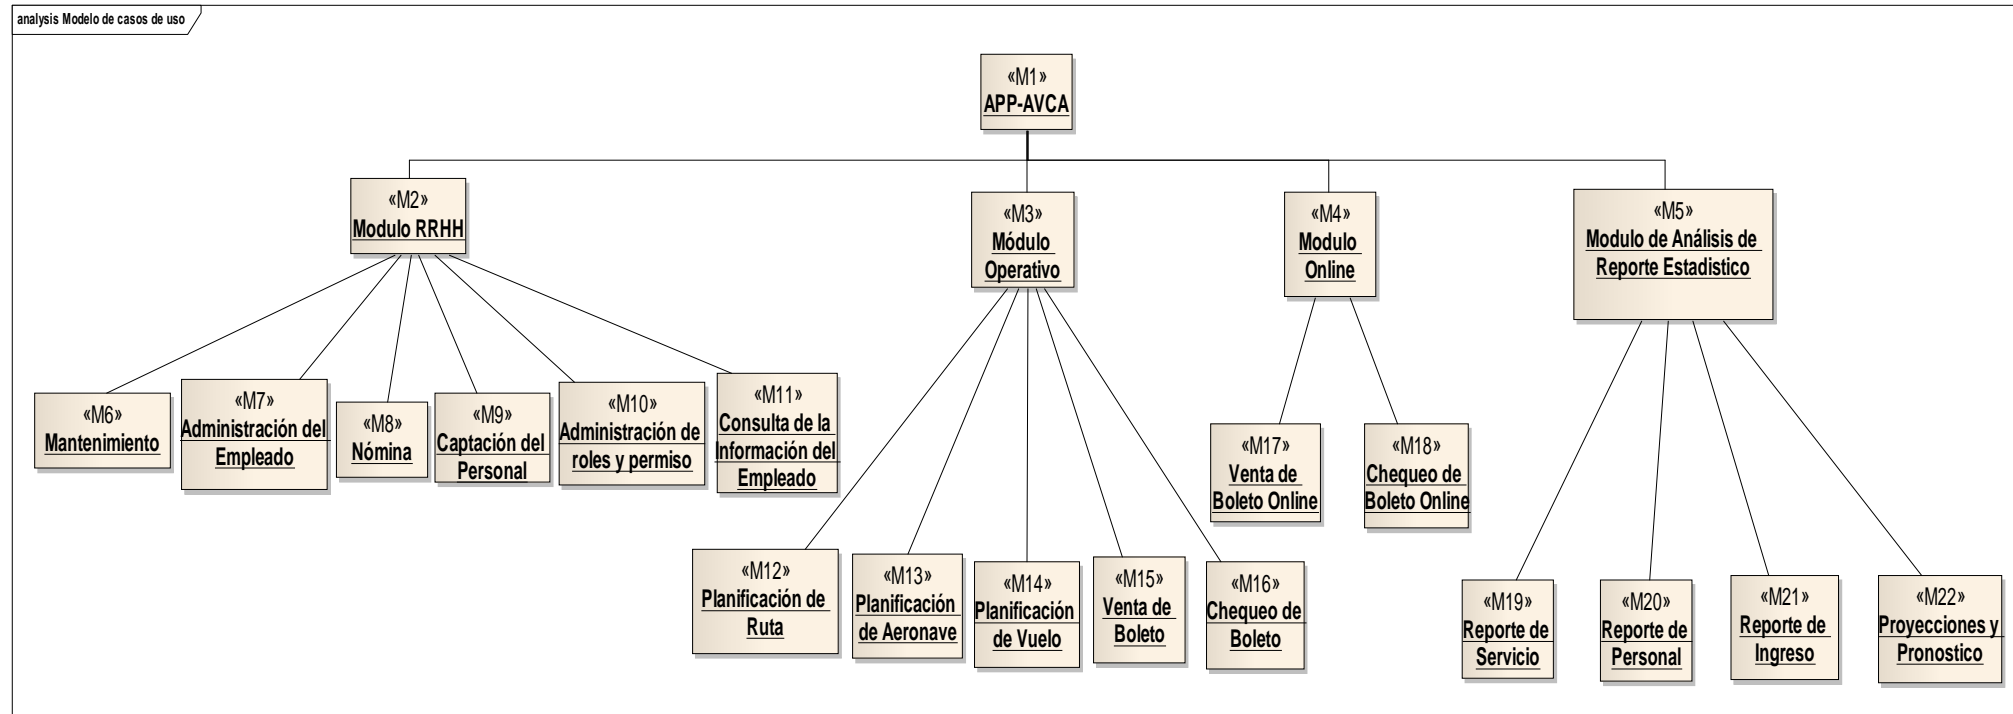 analysis Modelo de casos de uso
«M1»
APP-AVCA
«M2»
Modulo RRHH
«M3»
Módulo
Operativo
«M4»
Modulo
Online
«M5»
Modulo de Análisis de
Reporte Estadistico
«M6»
Mantenimiento
«M7»
Administración del
Empleado
«M8»
Nómina
«M9»
Captación del
Personal
«M10»
Administración de
roles y permiso
«M11»
Consulta de la
Información del
Empleado
«M12»
Planificación de
Ruta
«M13»
Planificación
de Aeronave
«M14»
Planificación
de Vuelo
«M15»
Venta de
Boleto
«M16»
Chequeo de
Boleto
«M17»
Venta de
Boleto Online
«M18»
Chequeo de
Boleto Online
«M19»
Reporte de
Servicio
«M20»
Reporte de
Personal
«M21»
Reporte de
Ingreso
«M22»
Proyecciones y
Pronostico